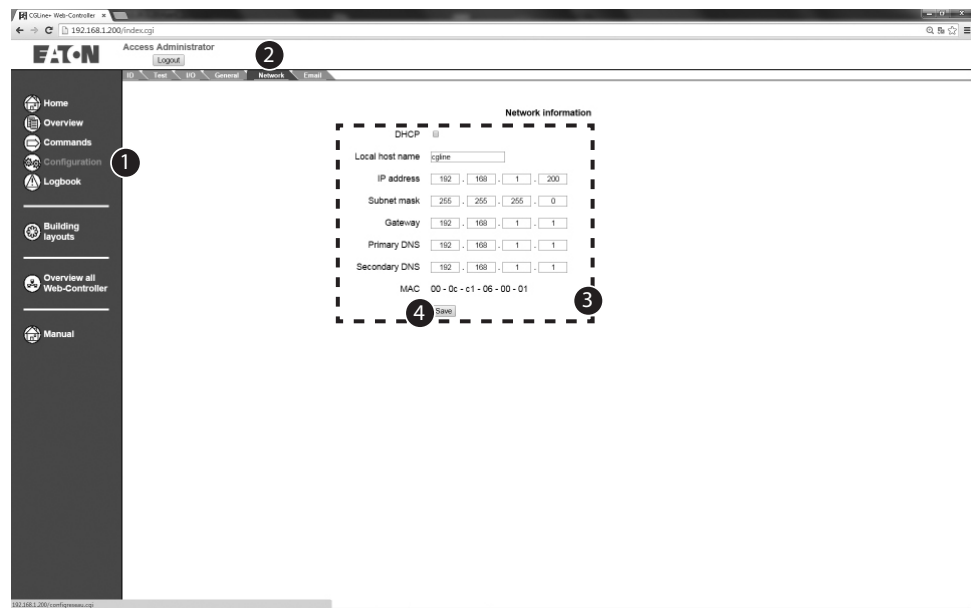 CGLine+ Web-Controller
192.168.1.200/index.cgi
EATON
Access Administrator
Logout
2
ID Test I/O General Network Email
Home
Overview
Commands
Configuration
1
Logbook
Building
layouts
Overview all
Web-Controller
Manual
Network information
DHCP
Local host name cgline
IP address 192 . 168 . 1 . 200
Subnet mask 255 . 255 . 255 . 0
Gateway 192 . 168 . 1 . 1
Primary DNS 192 . 168 . 1 . 1
Secondary DNS 192 . 168 . 1 . 1
MAC 00 - 0c - c1 - 06 - 00 - 01
3
4 Save
192.168.1.200/configreseau.cgi